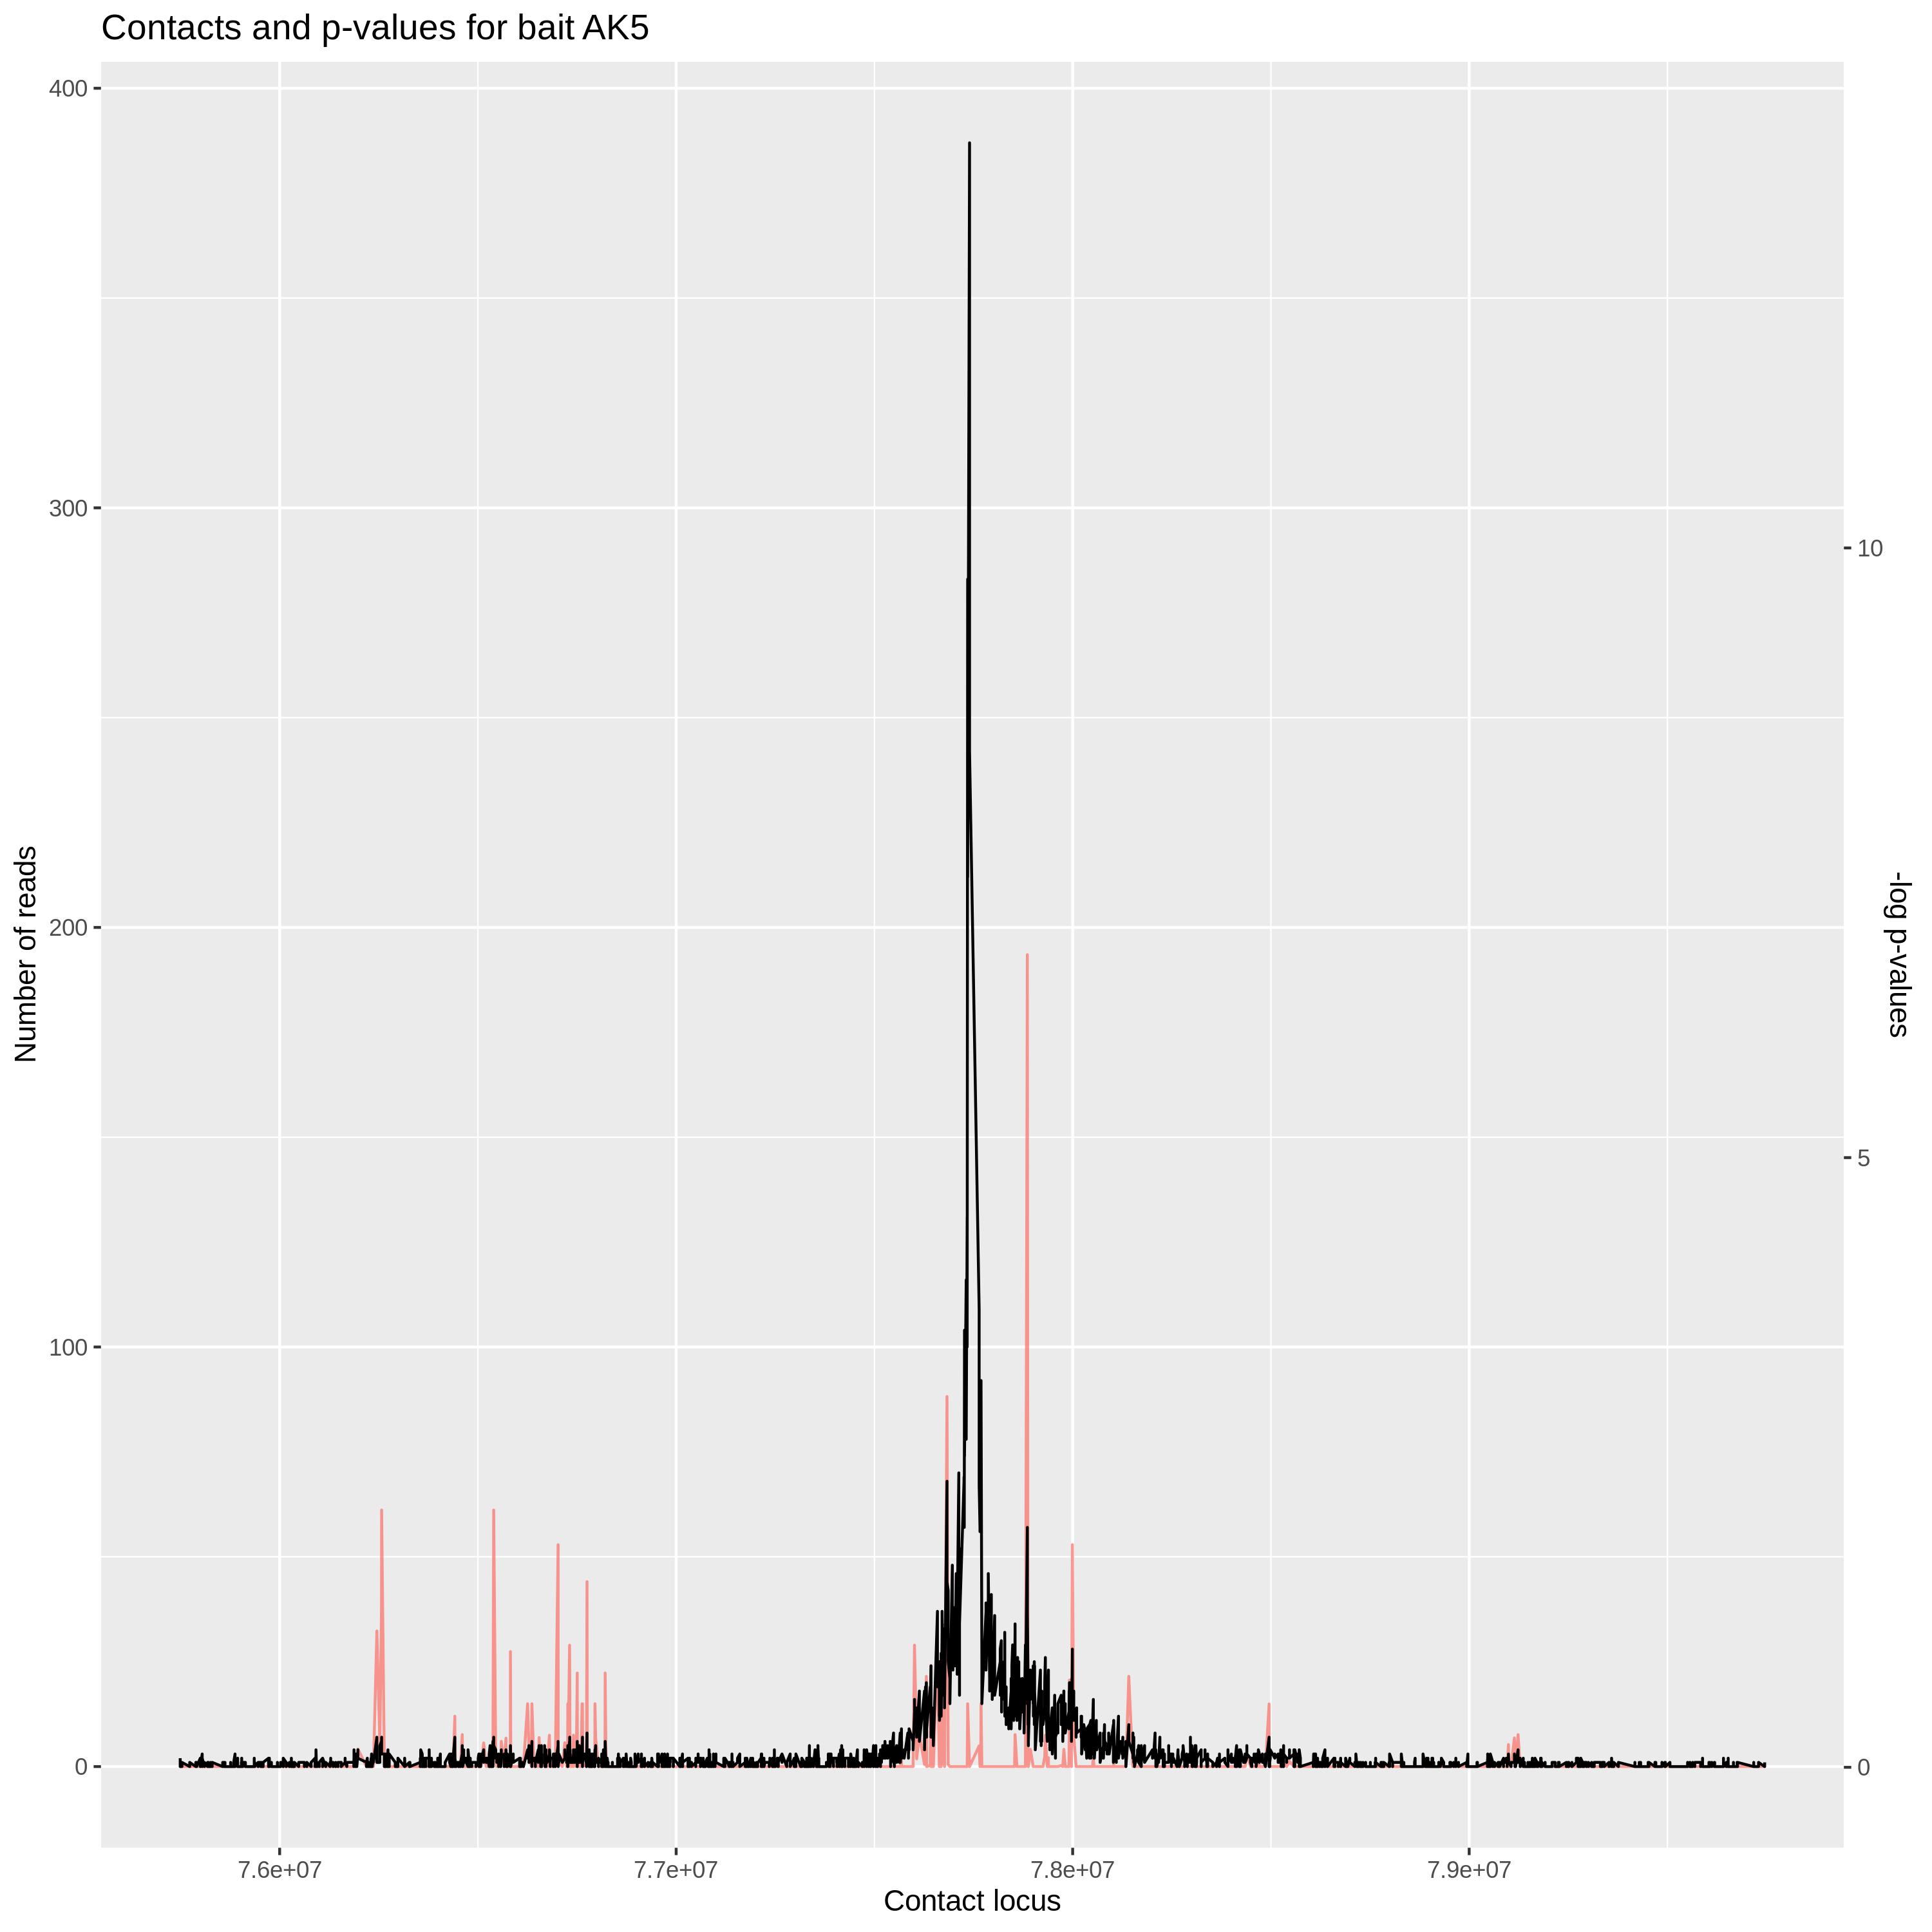 Contacts and p-values for bait AK5
400
300
200
100
0
Number of reads
10
5
0
-log p-values
7.6e+07
7.7e+07
7.8e+07
7.9e+07
Contact locus